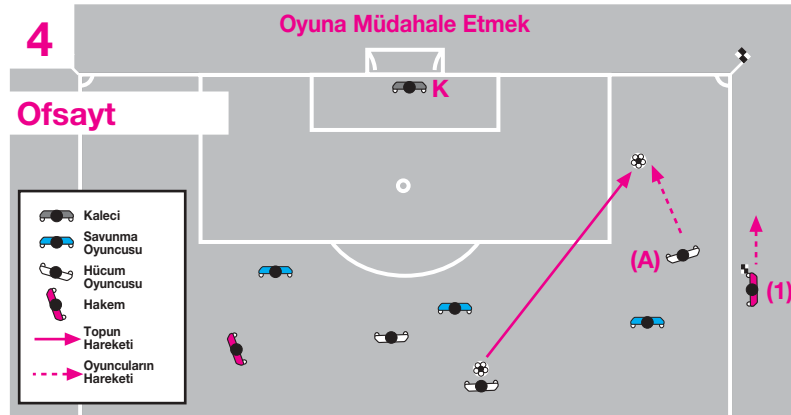 4
Oyuna Müdahale Etmek
K
Ofsayt
(A)
(1)
Kaleci
Savunma
Oyuncusu
Hücum
Oyuncusu
Hakem
Topun
Hareketi
Oyuncuların
Hareketi